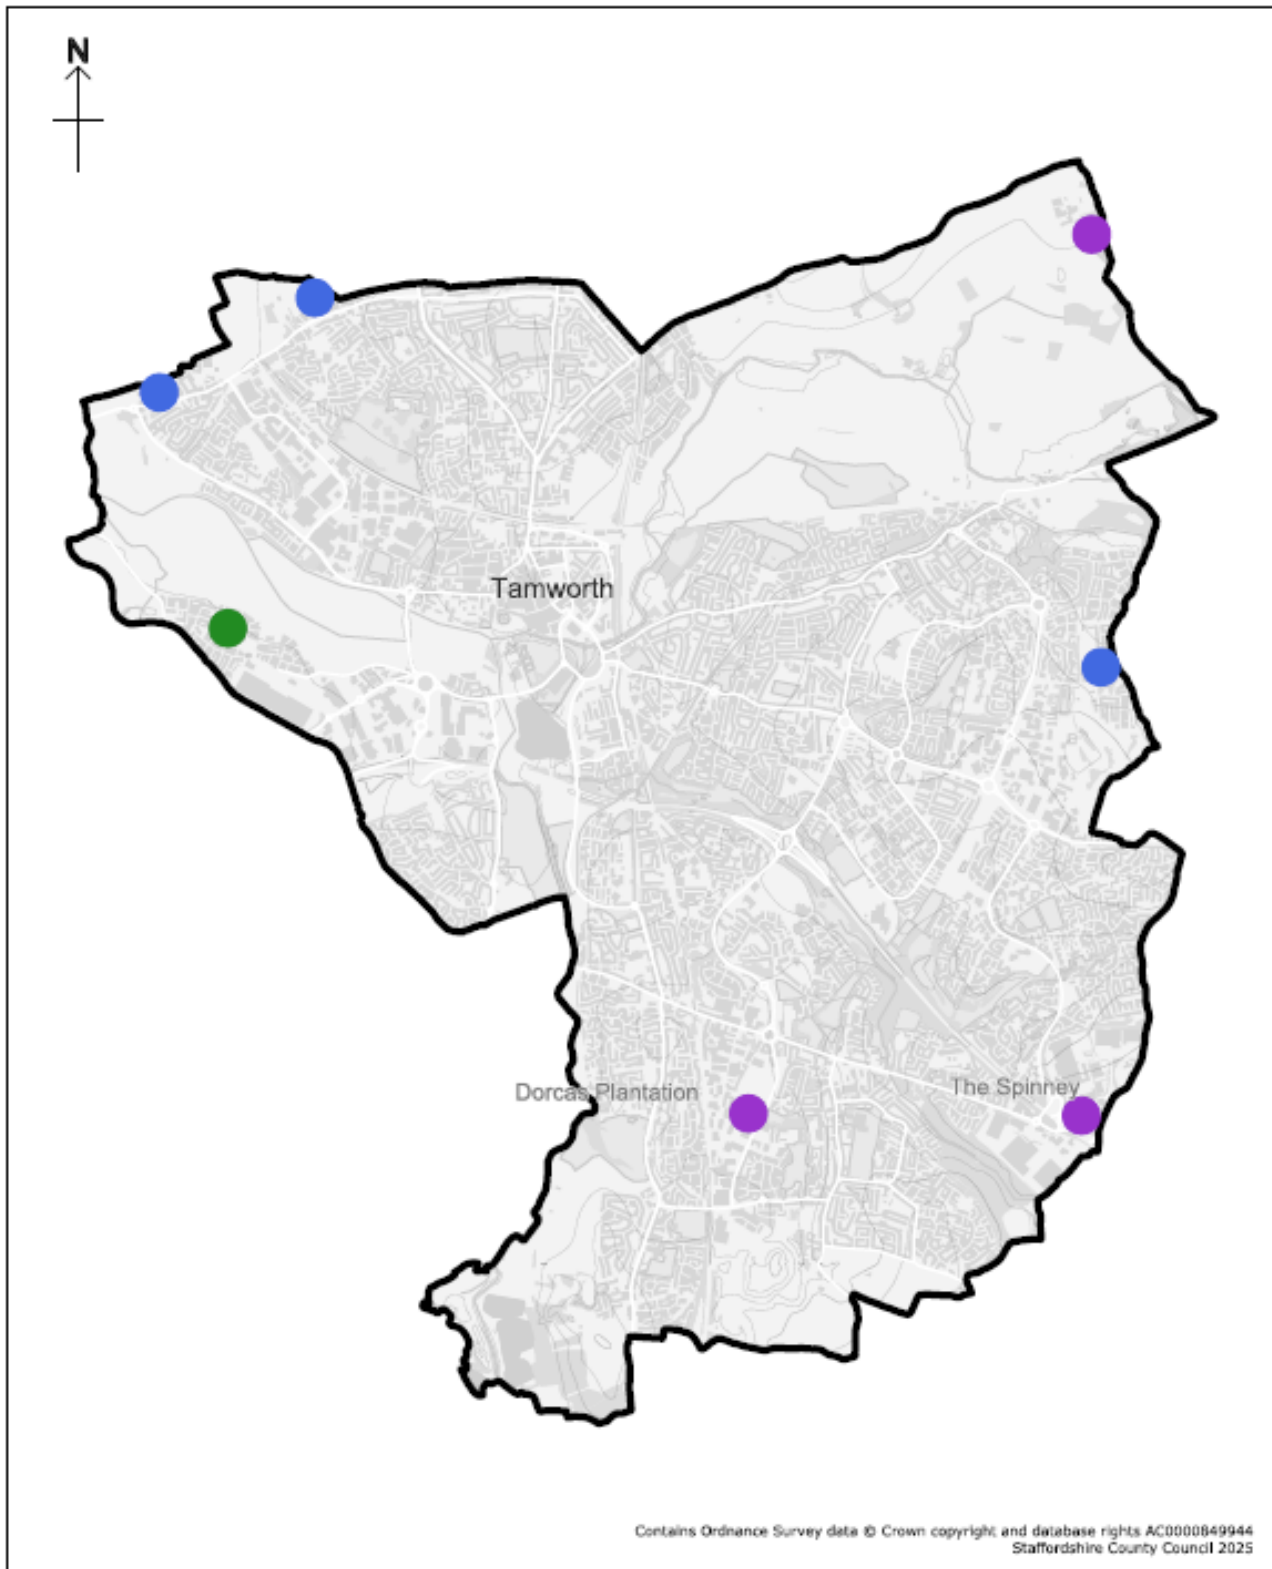 N
Tamworth
Dorcas Plantation
The Spinney
Contains Ordnance Survey data © Crown copyright and database rights AC0000849944
Staffordshire County Council 2025